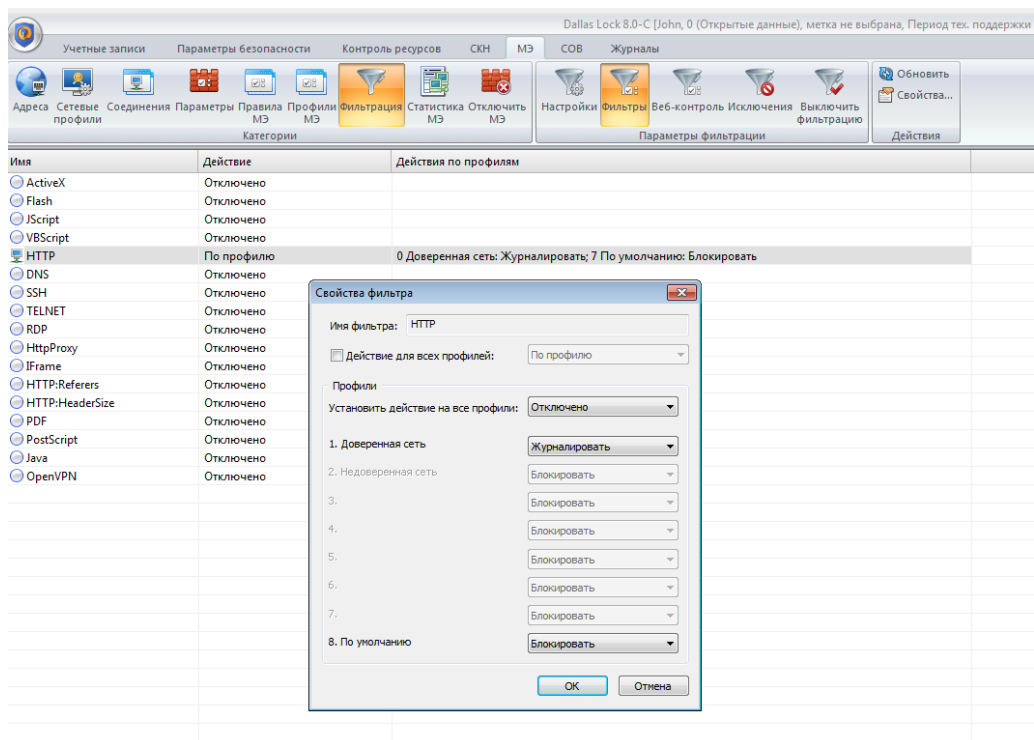 Dallas Lock 8.0-C [John, 0 (Открытые данные), метка не выбрана, Период тех. поддержки
Учетные записи Параметры безопасности Контроль ресурсов СКН МЭ СОВ Журналы
Адреса Сетевые профили Соединения Параметры Правила МЭ Профили МЭ Фильтрация Статистика МЭ Отключить МЭ
Категории
Настройки Фильтры Веб-контроль Исключения Выключить фильтрацию
Параметры фильтрации
Обновить
Свойства...
Действия
Имя Действие Действия по профилям
ActiveX Отключено
Flash Отключено
JScript Отключено
VBScript Отключено
HTTP По профилю 0 Доверенная сеть: Журналировать; 7 По умолчанию: Блокировать
DNS Отключено
SSH Отключено
TELNET Отключено
RDP Отключено
HttpProxy Отключено
IFrame Отключено
HTTP:Referers Отключено
HTTP:HeaderSize Отключено
PDF Отключено
PostScript Отключено
Java Отключено
OpenVPN Отключено
Свойства фильтра
Имя фильтра: HTTP
Действие для всех профилей: По профилю
Профили
Установить действие на все профили: Отключено
1. Доверенная сеть Журналировать
2. Недоверенная сеть Блокировать
3. Блокировать
4. Блокировать
5. Блокировать
6. Блокировать
7. Блокировать
8. По умолчанию Блокировать
OK Отмена